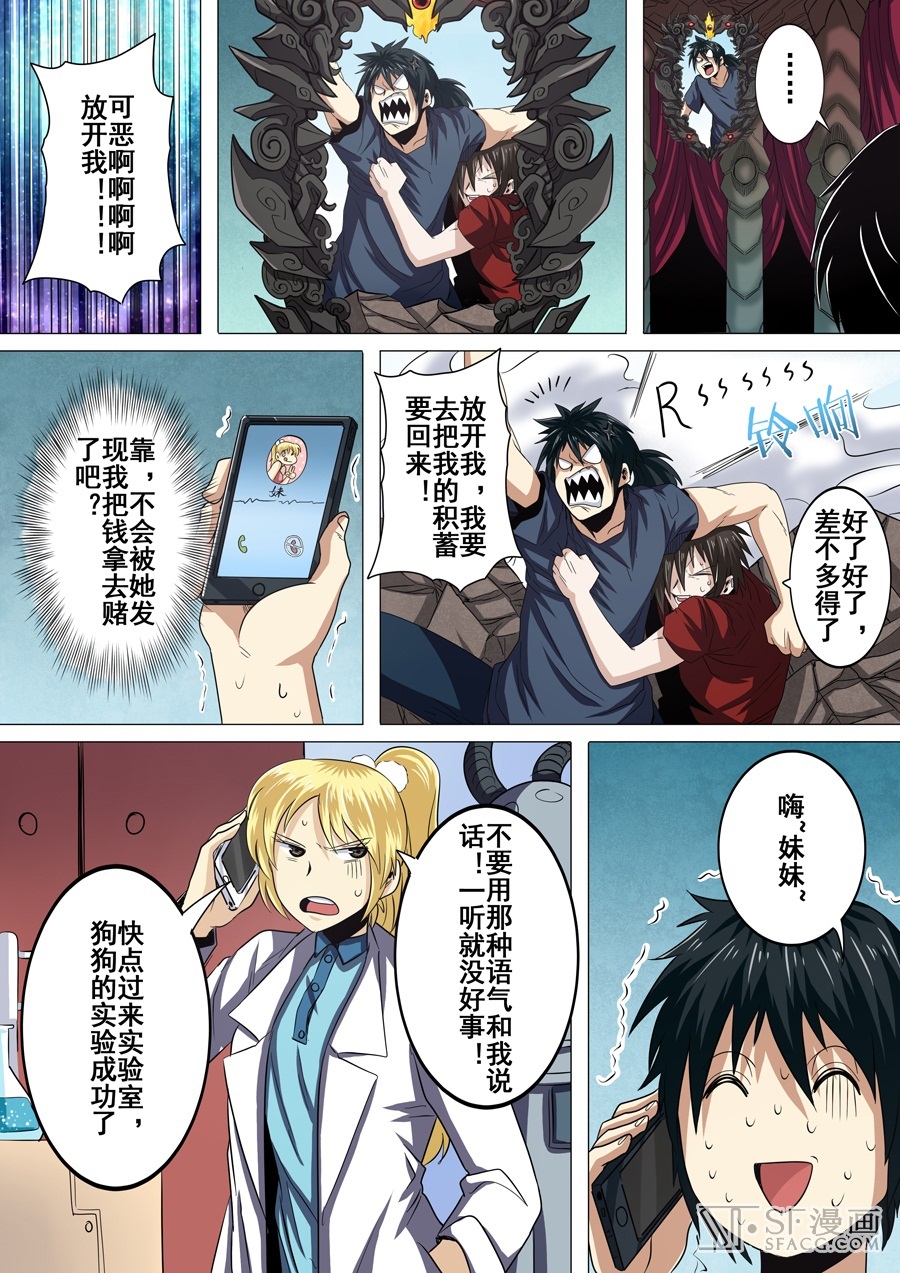 ……
可恶啊啊啊啊
放开我！！！
Rssssss
铃响
好了好了，
差不多得了
放开我，我要
去把我的积蓄
要回来！
妹
靠，不会被她发
现我把钱拿去赌
了吧？
嗨~妹妹~
不要用那种语气和我说
话！一听就没好事！
快点过来实验室，
狗狗的实验成功了
SF漫画
SFACG.COM